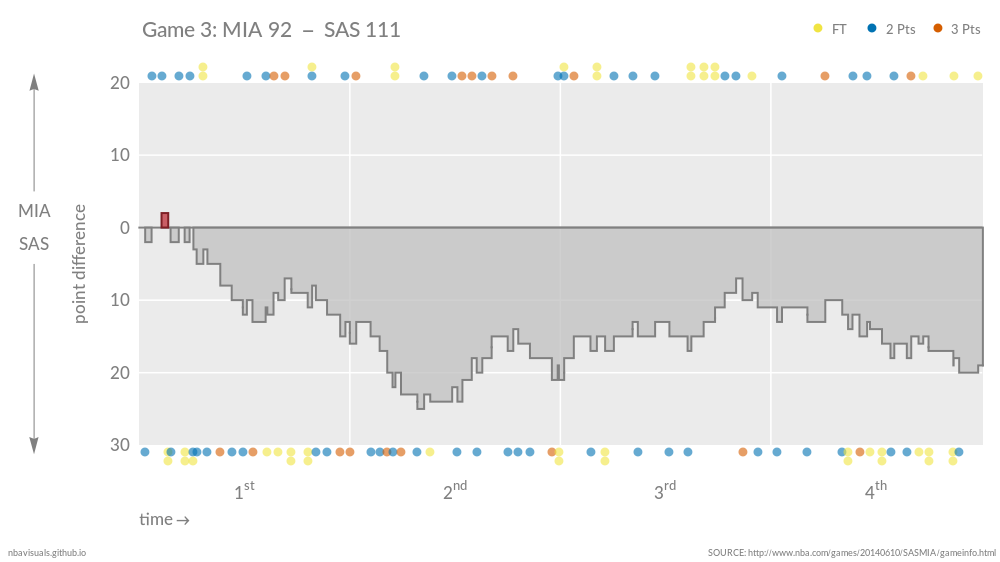 Game 3: MIA 92 – SAS 111
FT
2 Pts
3 Pts
20
10
0
10
20
30
MIA
SAS
point difference
1st
2nd
3rd
4th
time→
nbavisuals.github.io
SOURCE: http://www.nba.com/games/20140610/SASMIA/gameinfo.html